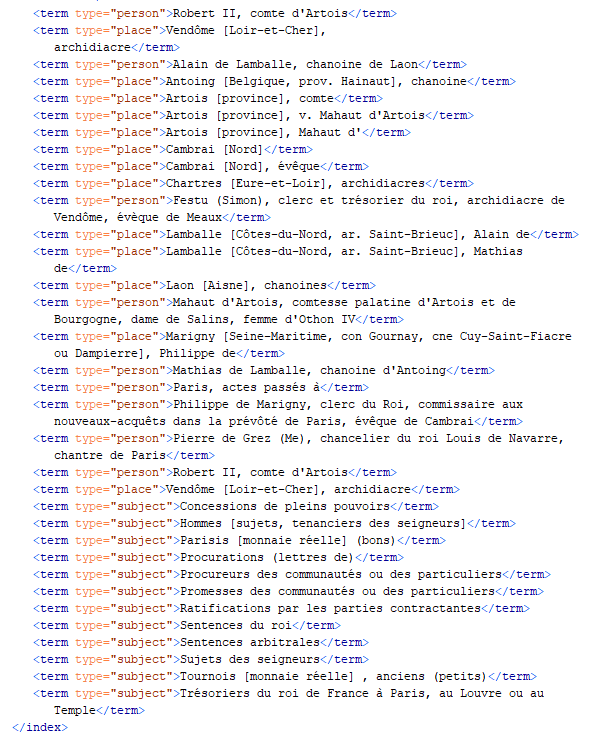 <term type="person">Robert II, comte d'Artois</term>
<term type="place">Vendôme [Loir-et-Cher],
archidiacre</term>
<term type="person">Alain de Lamballe, chanoine de Laon</term>
<term type="place">Antoing [Belgique, prov. Hainaut], chanoine</term>
<term type="place">Artois [province], comte</term>
<term type="place">Artois [province], v. Mahaut d'Artois</term>
<term type="place">Artois [province], Mahaut d'</term>
<term type="place">Cambrai [Nord]</term>
<term type="place">Cambrai [Nord], évêque</term>
<term type="place">Chartres [Eure-et-Loir], archidiacres</term>
<term type="person">Festu (Simon), clerc et trésorier du roi, archidiacre de
Vendôme, évèque de Meaux</term>
<term type="place">Lamballe [Côtes-du-Nord, ar. Saint-Brieuc], Alain de</term>
<term type="place">Lamballe [Côtes-du-Nord, ar. Saint-Brieuc], Mathias
de</term>
<term type="place">Laon [Aisne], chanoines</term>
<term type="person">Mahaut d'Artois, comtesse palatine d'Artois et de
Bourgogne, dame de Salins, femme d'Othon IV</term>
<term type="place">Marigny [Seine-Maritime, con Gournay, cne Cuy-Saint-Fiacre
ou Dampierre], Philippe de</term>
<term type="person">Mathias de Lamballe, chanoine d'Antoing</term>
<term type="person">Paris, actes passés à</term>
<term type="person">Philippe de Marigny, clerc du Roi, commissaire aux
nouveaux-acquêts dans la prévôté de Paris, évêque de Cambrai</term>
<term type="person">Pierre de Grez (Me), chancelier du roi Louis de Navarre,
chantre de Paris</term>
<term type="person">Robert II, comte d'Artois</term>
<term type="place">Vendôme [Loir-et-Cher], archidiacre</term>
<term type="subject">Concessions de pleins pouvoirs</term>
<term type="subject">Hommes [sujets, tenanciers des seigneurs]</term>
<term type="subject">Parisis [monnaie réelle] (bons)</term>
<term type="subject">Procurations (lettres de)</term>
<term type="subject">Procureurs des communautés ou des particuliers</term>
<term type="subject">Promesses des communautés ou des particuliers</term>
<term type="subject">Ratifications par les parties contractantes</term>
<term type="subject">Sentences du roi</term>
<term type="subject">Sentences arbitrales</term>
<term type="subject">Sujets des seigneurs</term>
<term type="subject">Tournois [monnaie réelle] , anciens (petits)</term>
<term type="subject">Trésoriers du roi de France à Paris, au Louvre ou au
Temple</term>
</index>